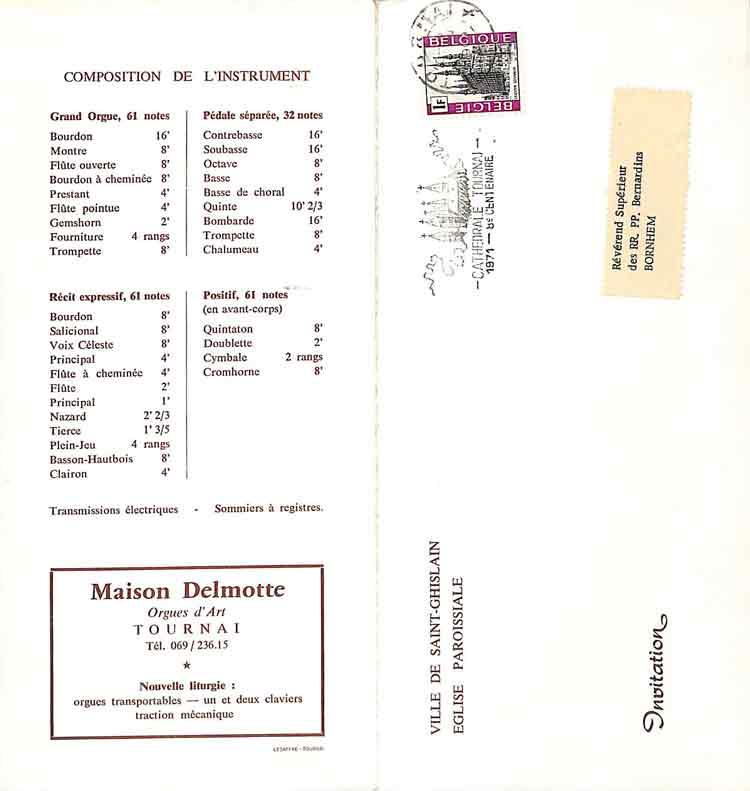 COMPOSITION DE L'INSTRUMENT
Grand Orgue, 61 notes
Bourdon 16'
Montre 8'
Flûte ouverte 8'
Bourdon à cheminée 8'
Prestant 4'
Flûte pointue 4'
Gemshorn 2'
Fourniture 4 rangs
Trompette 8'
Pédale séparée, 32 notes
Contrebasse 16'
Soubasse 16'
Octave 8'
Basse 8'
Basse de choral 4'
Quinte 10' 2/3
Bombarde 16'
Trompette 8'
Chalumeau 4'
Récit expressif, 61 notes
Bourdon 8'
Salicional 8'
Voix Céleste 8'
Principal 4'
Flûte à cheminée 4'
Flûte 2'
Principal 1'
Nazard 2' 2/3
Tierce 1' 3/5
Plein-Jeu 4 rangs
Basson-Hautbois 8'
Clairon 4'
Positif, 61 notes
(en avant-corps)
Quintaton 8'
Doublette 2'
Cymbale 2 rangs
Cromhorne 8'
Transmissions électriques - Sommiers à registres.
Maison Delmotte
Orgues d'Art
TOURNAI
Tél. 069/236.15
★
Nouvelle liturgie :
orgues transportables — un et deux claviers
traction mécanique
LESAFFRE - TOURNAI
BELGIQUE
1F
BELGIE
TOURNAI
-CATHEDRALE TOURNAI-
1971 - 8e CENTENAIRE
Révérend Supérieur
des RR. PP. Bernardins
BORNHEM
VILLE DE SAINT-GHISLAIN
EGLISE PAROISSIALE
Invitation